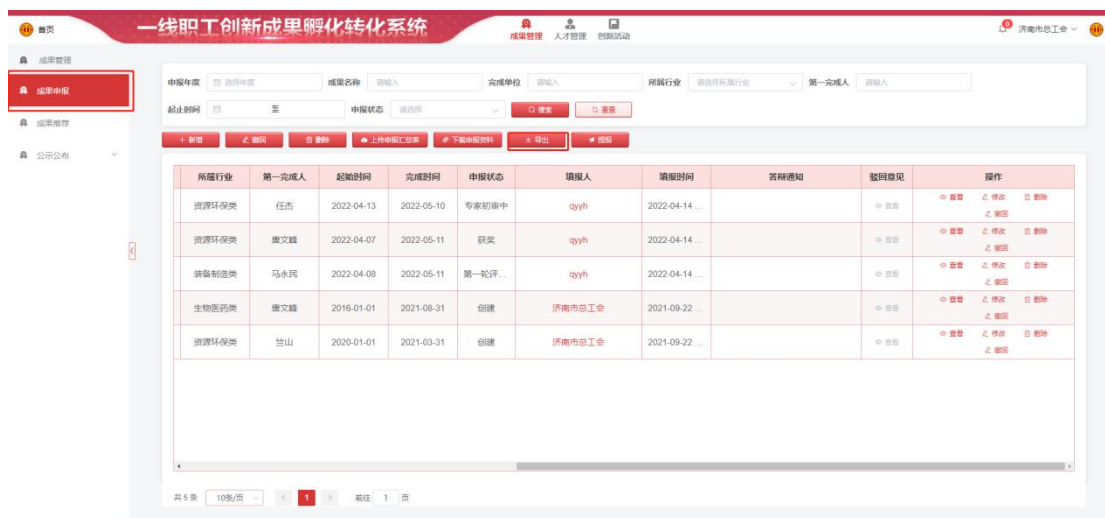 首页 一线职工创新成果孵化转化系统 成果管理 人才管理 创新活动 济南市总工会
成果管理
成果申报
成果推荐
公示公布
申报年度 选择年度 成果名称 请输入 完成单位 请输入 所属行业 请选择所属行业 第一完成人 请输入
起止时间 至 申报状态 请选择 搜索 重置
+ 新增 撤回 删除 上传申报汇总表 下载申报资料 导出 提报
所属行业 第一完成人 起始时间 完成时间 申报状态 填报人 填报时间 答辩通知 驳回意见 操作
资源环保类 任杰 2022-04-13 2022-05-10 专家初审中 qyyh 2022-04-14 ... 查看 查看 修改 删除
撤回
资源环保类 唐文峰 2022-04-07 2022-05-11 获奖 qyyh 2022-04-14 ... 查看 查看 修改 删除
撤回
装备制造类 马永民 2022-04-08 2022-05-11 第一轮评... qyyh 2022-04-14 ... 查看 查看 修改 删除
撤回
生物医药类 唐文峰 2016-01-01 2021-08-31 创建 济南市总工会 2021-09-22 ... 查看 查看 修改 删除
撤回
资源环保类 竺山 2020-01-01 2021-03-31 创建 济南市总工会 2021-09-22 ... 查看 查看 修改 删除
撤回
共 5 条 10条/页 < 1 > 前往 1 页